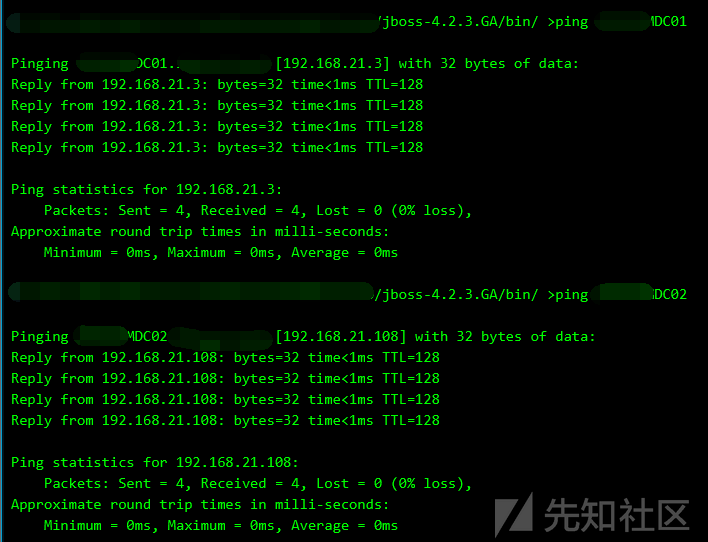 /jboss-4.2.3.GA/bin/ >ping MDC01
Pinging DC01. [192.168.21.3] with 32 bytes of data:
Reply from 192.168.21.3: bytes=32 time<1ms TTL=128
Reply from 192.168.21.3: bytes=32 time<1ms TTL=128
Reply from 192.168.21.3: bytes=32 time<1ms TTL=128
Reply from 192.168.21.3: bytes=32 time<1ms TTL=128
Ping statistics for 192.168.21.3:
Packets: Sent = 4, Received = 4, Lost = 0 (0% loss),
Approximate round trip times in milli-seconds:
Minimum = 0ms, Maximum = 0ms, Average = 0ms
/jboss-4.2.3.GA/bin/ >ping DC02
Pinging MDC02 [192.168.21.108] with 32 bytes of data:
Reply from 192.168.21.108: bytes=32 time<1ms TTL=128
Reply from 192.168.21.108: bytes=32 time<1ms TTL=128
Reply from 192.168.21.108: bytes=32 time<1ms TTL=128
Reply from 192.168.21.108: bytes=32 time<1ms TTL=128
Ping statistics for 192.168.21.108:
Packets: Sent = 4, Received = 4, Lost = 0 (0% loss),
Approximate round trip times in milli-seconds:
Minimum = 0ms, Maximum = 0ms, Average = 0ms
先知社区